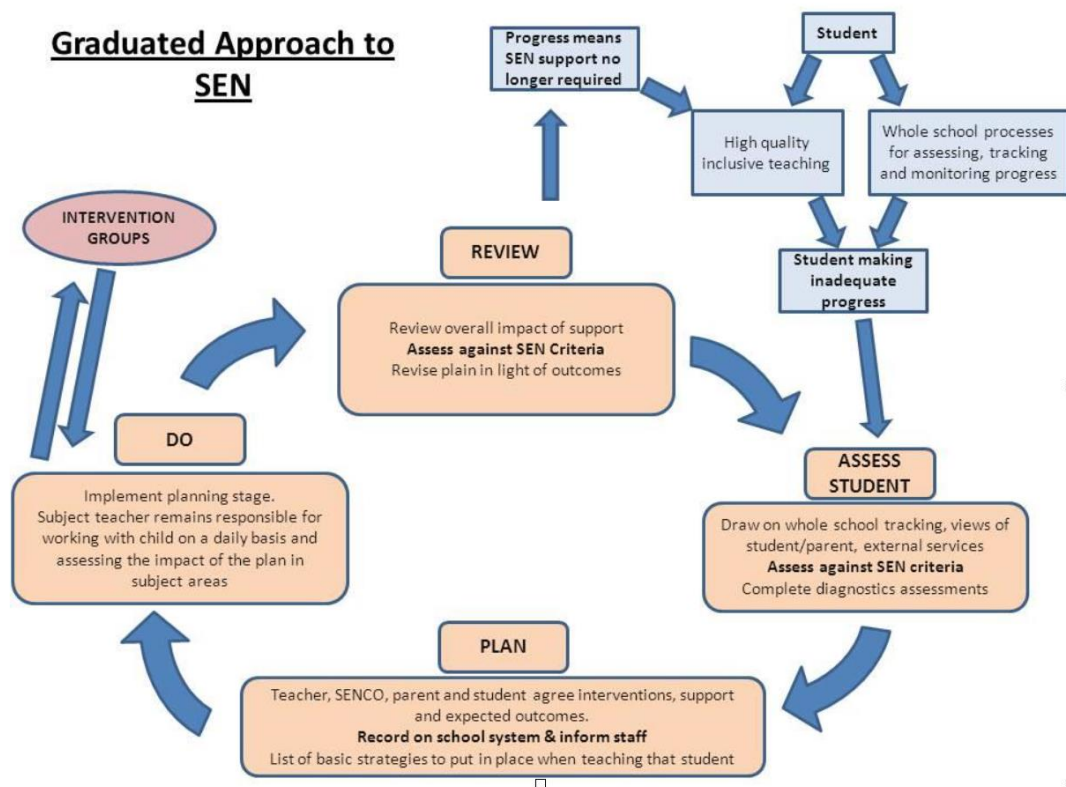 Graduated Approach to
SEN
Progress means
SEN support no
longer required
Student
High quality
inclusive teaching
Whole school processes
for assessing, tracking
and monitoring progress
Student making
inadequate
progress
INTERVENTION
GROUPS
REVIEW
Review overall impact of support
Assess against SEN Criteria
Revise plain in light of outcomes
DO
Implement planning stage.
Subject teacher remains responsible for
working with child on a daily basis and
assessing the impact of the plan in
subject areas
ASSESS
STUDENT
Draw on whole school tracking, views of
student/parent, external services
Assess against SEN criteria
Complete diagnostics assessments
PLAN
Teacher, SENCO, parent and student agree interventions, support
and expected outcomes.
Record on school system & inform staff
List of basic strategies to put in place when teaching that student